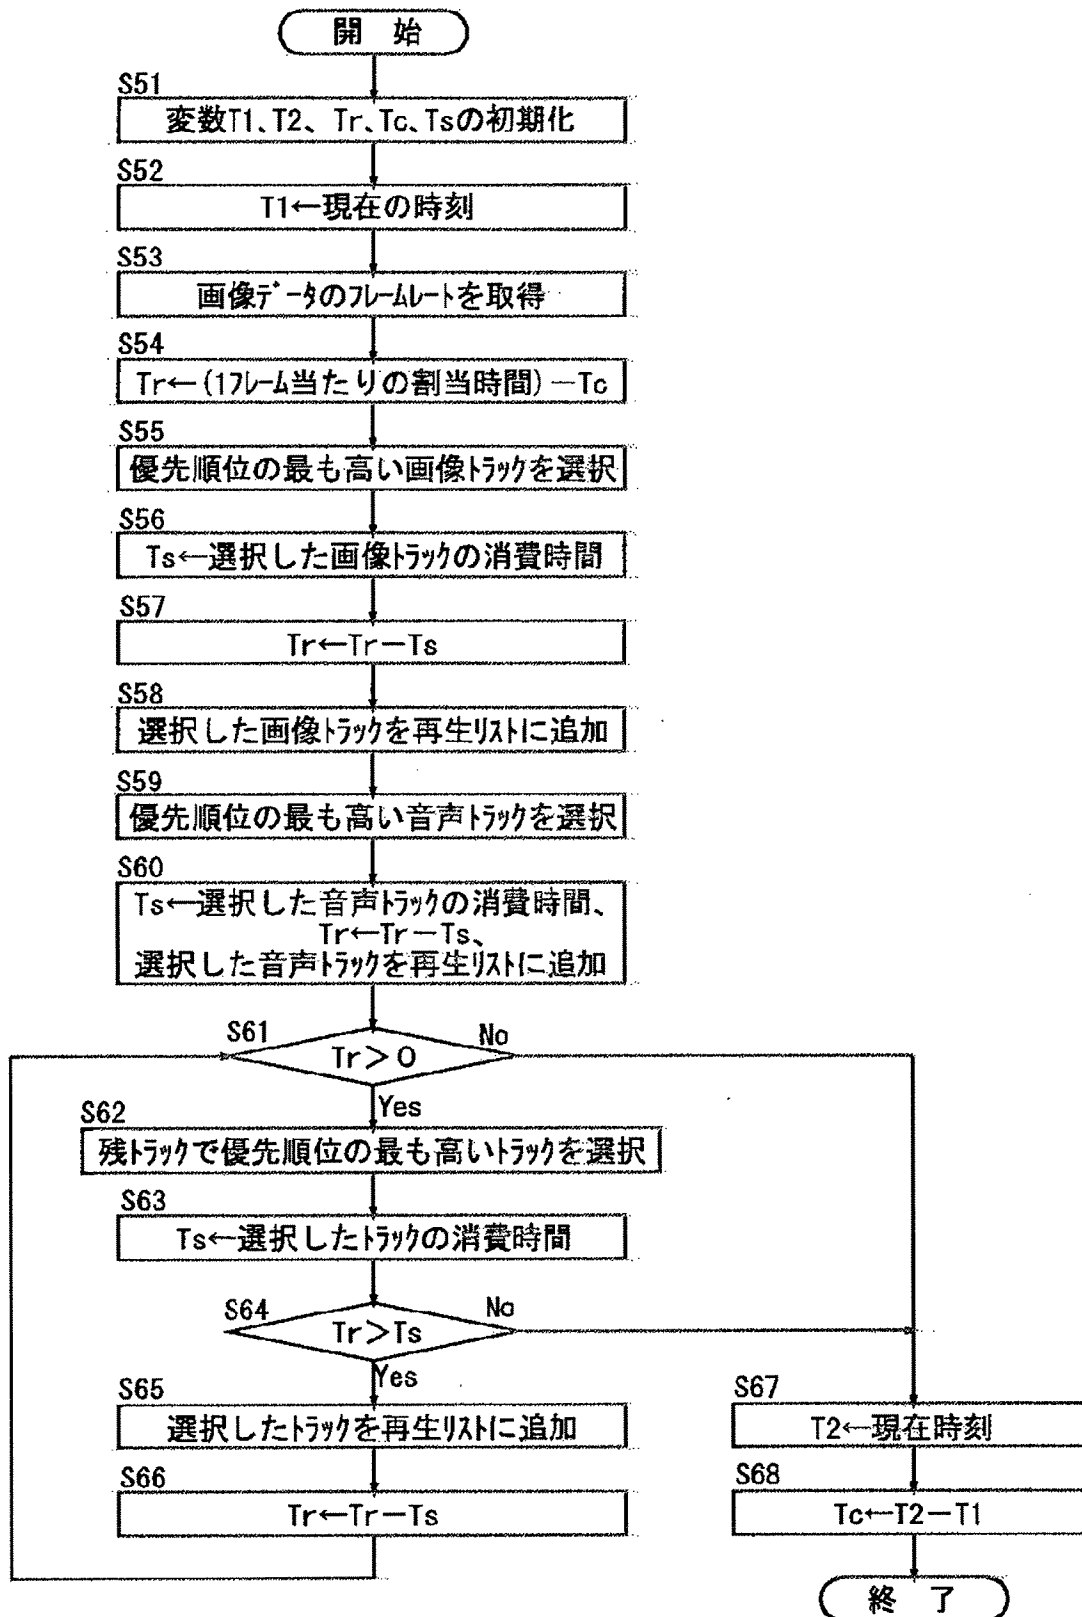 開 始
S51
変数T1、T2、Tr、Tc、Tsの初期化
S52
T1←現在の時刻
S53
画像ﾃﾞｰﾀのﾌﾚｰﾑﾚｰﾄを取得
S54
Tr←(1ﾌﾚｰﾑ当たりの割当時間)－Tc
S55
優先順位の最も高い画像ﾄﾗｯｸを選択
S56
Ts←選択した画像ﾄﾗｯｸの消費時間
S57
Tr←Tr－Ts
S58
選択した画像ﾄﾗｯｸを再生ﾘｽﾄに追加
S59
優先順位の最も高い音声ﾄﾗｯｸを選択
S60
Ts←選択した音声ﾄﾗｯｸの消費時間、
Tr←Tr－Ts、
選択した音声ﾄﾗｯｸを再生ﾘｽﾄに追加
S61
Tr＞0
No
Yes
S62
残ﾄﾗｯｸで優先順位の最も高いﾄﾗｯｸを選択
S63
Ts←選択したﾄﾗｯｸの消費時間
S64
Tr＞Ts
No
Yes
S65
選択したﾄﾗｯｸを再生ﾘｽﾄに追加
S66
Tr←Tr－Ts
S67
T2←現在時刻
S68
Tc←T2－T1
終 了